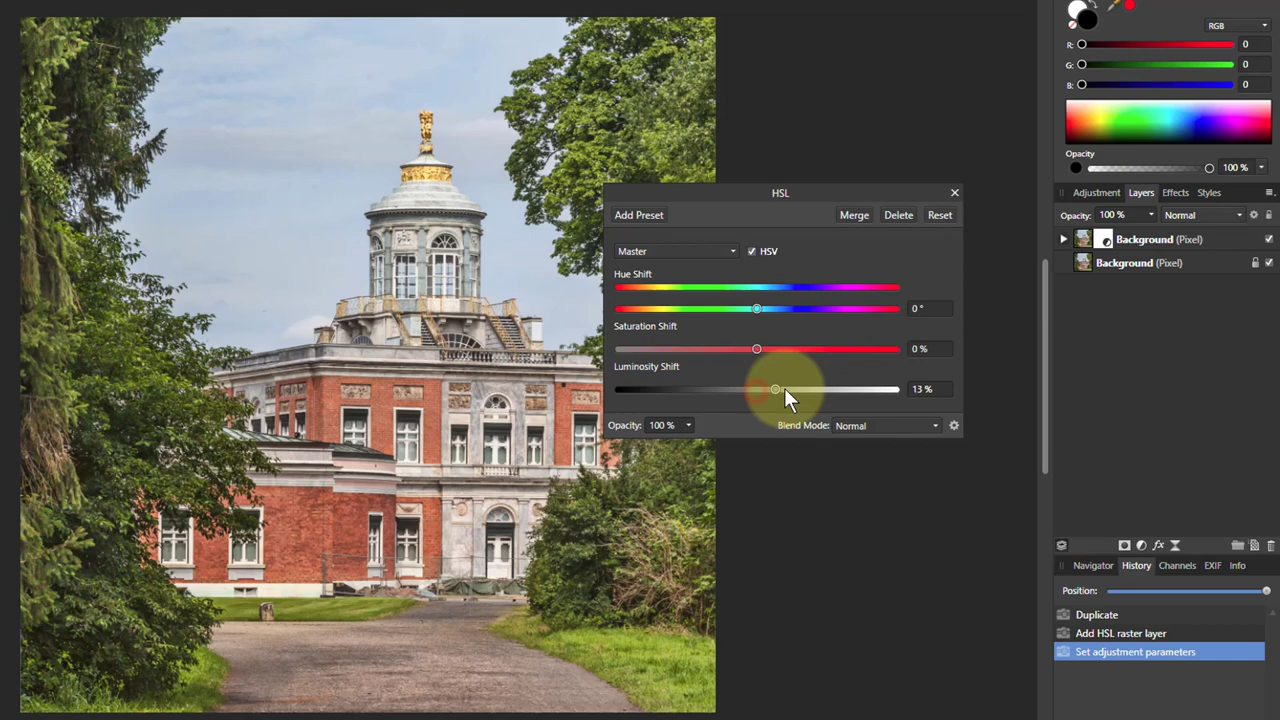 RGB
R: 0
G: 0
B: 0
Opacity
100 %
Adjustment Layers Effects Styles
Opacity: 100 % Normal
Background (Pixel)
Background (Pixel)
HSL
Add Preset Merge Delete Reset
Master HSV
Hue Shift
0 °
Saturation Shift
0 %
Luminosity Shift
13 %
Opacity: 100 % Blend Mode: Normal
fx
Navigator History Channels EXIF Info
Position:
Duplicate
Add HSL raster layer
Set adjustment parameters